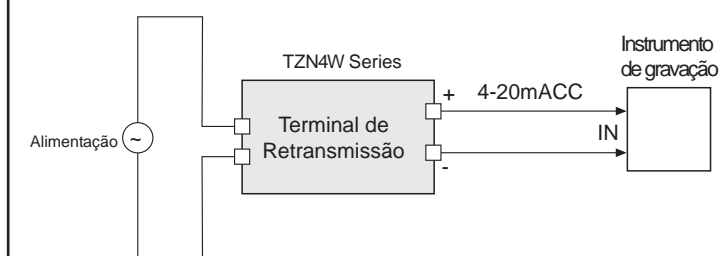 TZN4W Series
Instrumento
de gravação
+
4-20mACC
Terminal de
Retransmissão
IN
Alimentação
~
-